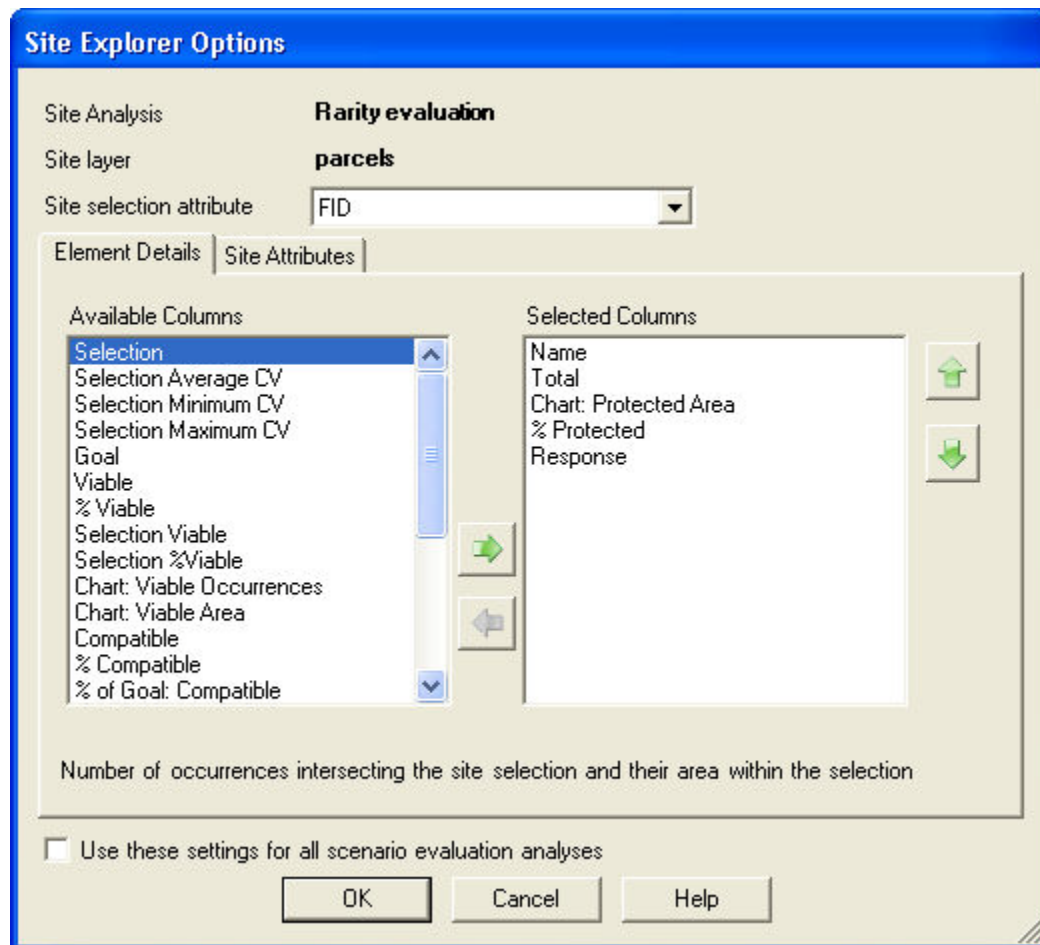 Site Explorer Options
Site Analysis Rarity evaluation
Site layer parcels
Site selection attribute FID
Element Details Site Attributes
Available Columns
Selection
Selection Average CV
Selection Minimum CV
Selection Maximum CV
Goal
Viable
% Viable
Selection Viable
Selection %Viable
Chart: Viable Occurrences
Chart: Viable Area
Compatible
% Compatible
% of Goal: Compatible
Selected Columns
Name
Total
Chart: Protected Area
% Protected
Response
Number of occurrences intersecting the site selection and their area within the selection
Use these settings for all scenario evaluation analyses
OK Cancel Help